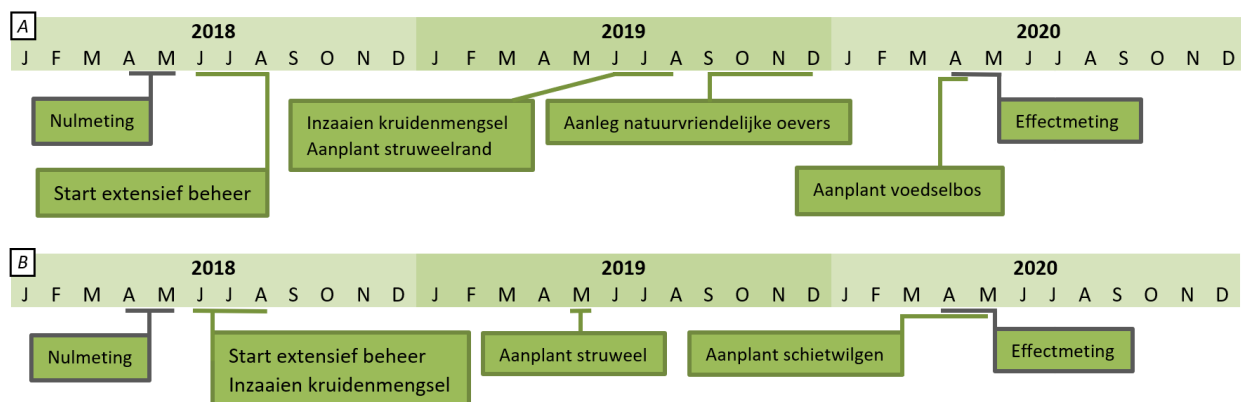 A
2018 2019 2020
J F M A M J J A S O N D J F M A M J J A S O N D J F M A M J J A S O N D
Nulmeting
Inzaaien kruidenmengsel
Aanplant struweelrand
Aanleg natuurvriendelijke oevers
Effectmeting
Start extensief beheer
Aanplant voedselbos
B
2018 2019 2020
J F M A M J J A S O N D J F M A M J J A S O N D J F M A M J J A S O N D
Nulmeting
Start extensief beheer
Inzaaien kruidenmengsel
Aanplant struweel
Aanplant schietwilgen
Effectmeting